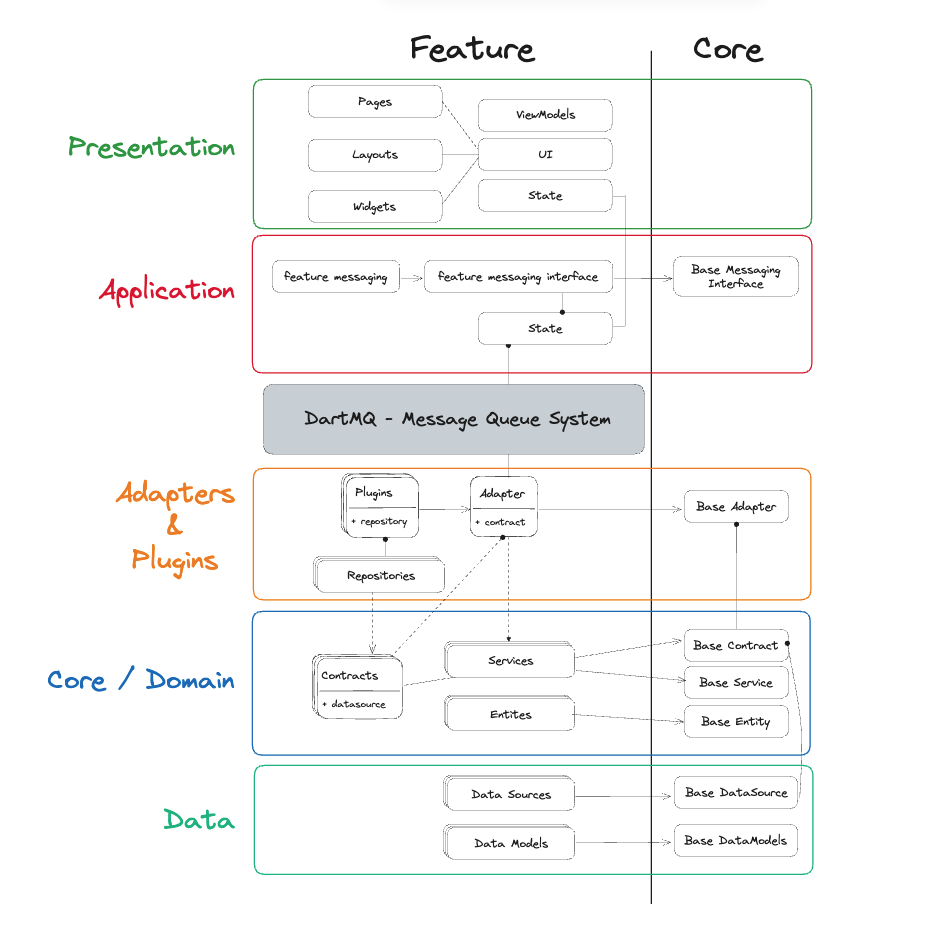 Feature
Core
Presentation
Pages
ViewModels
Layouts
UI
State
Widgets
Application
feature messaging
feature messaging interface
Base Messaging
Interface
State
DartMQ - Message Queue System
Adapters
&
Plugins
Plugins
+ repository
Adapter
+ contract
Base Adapter
Repositories
Core / Domain
Contracts
+ datasource
Services
Entites
Base Contract
Base Service
Base Entity
Data
Data Sources
Base DataSource
Data Models
Base DataModels